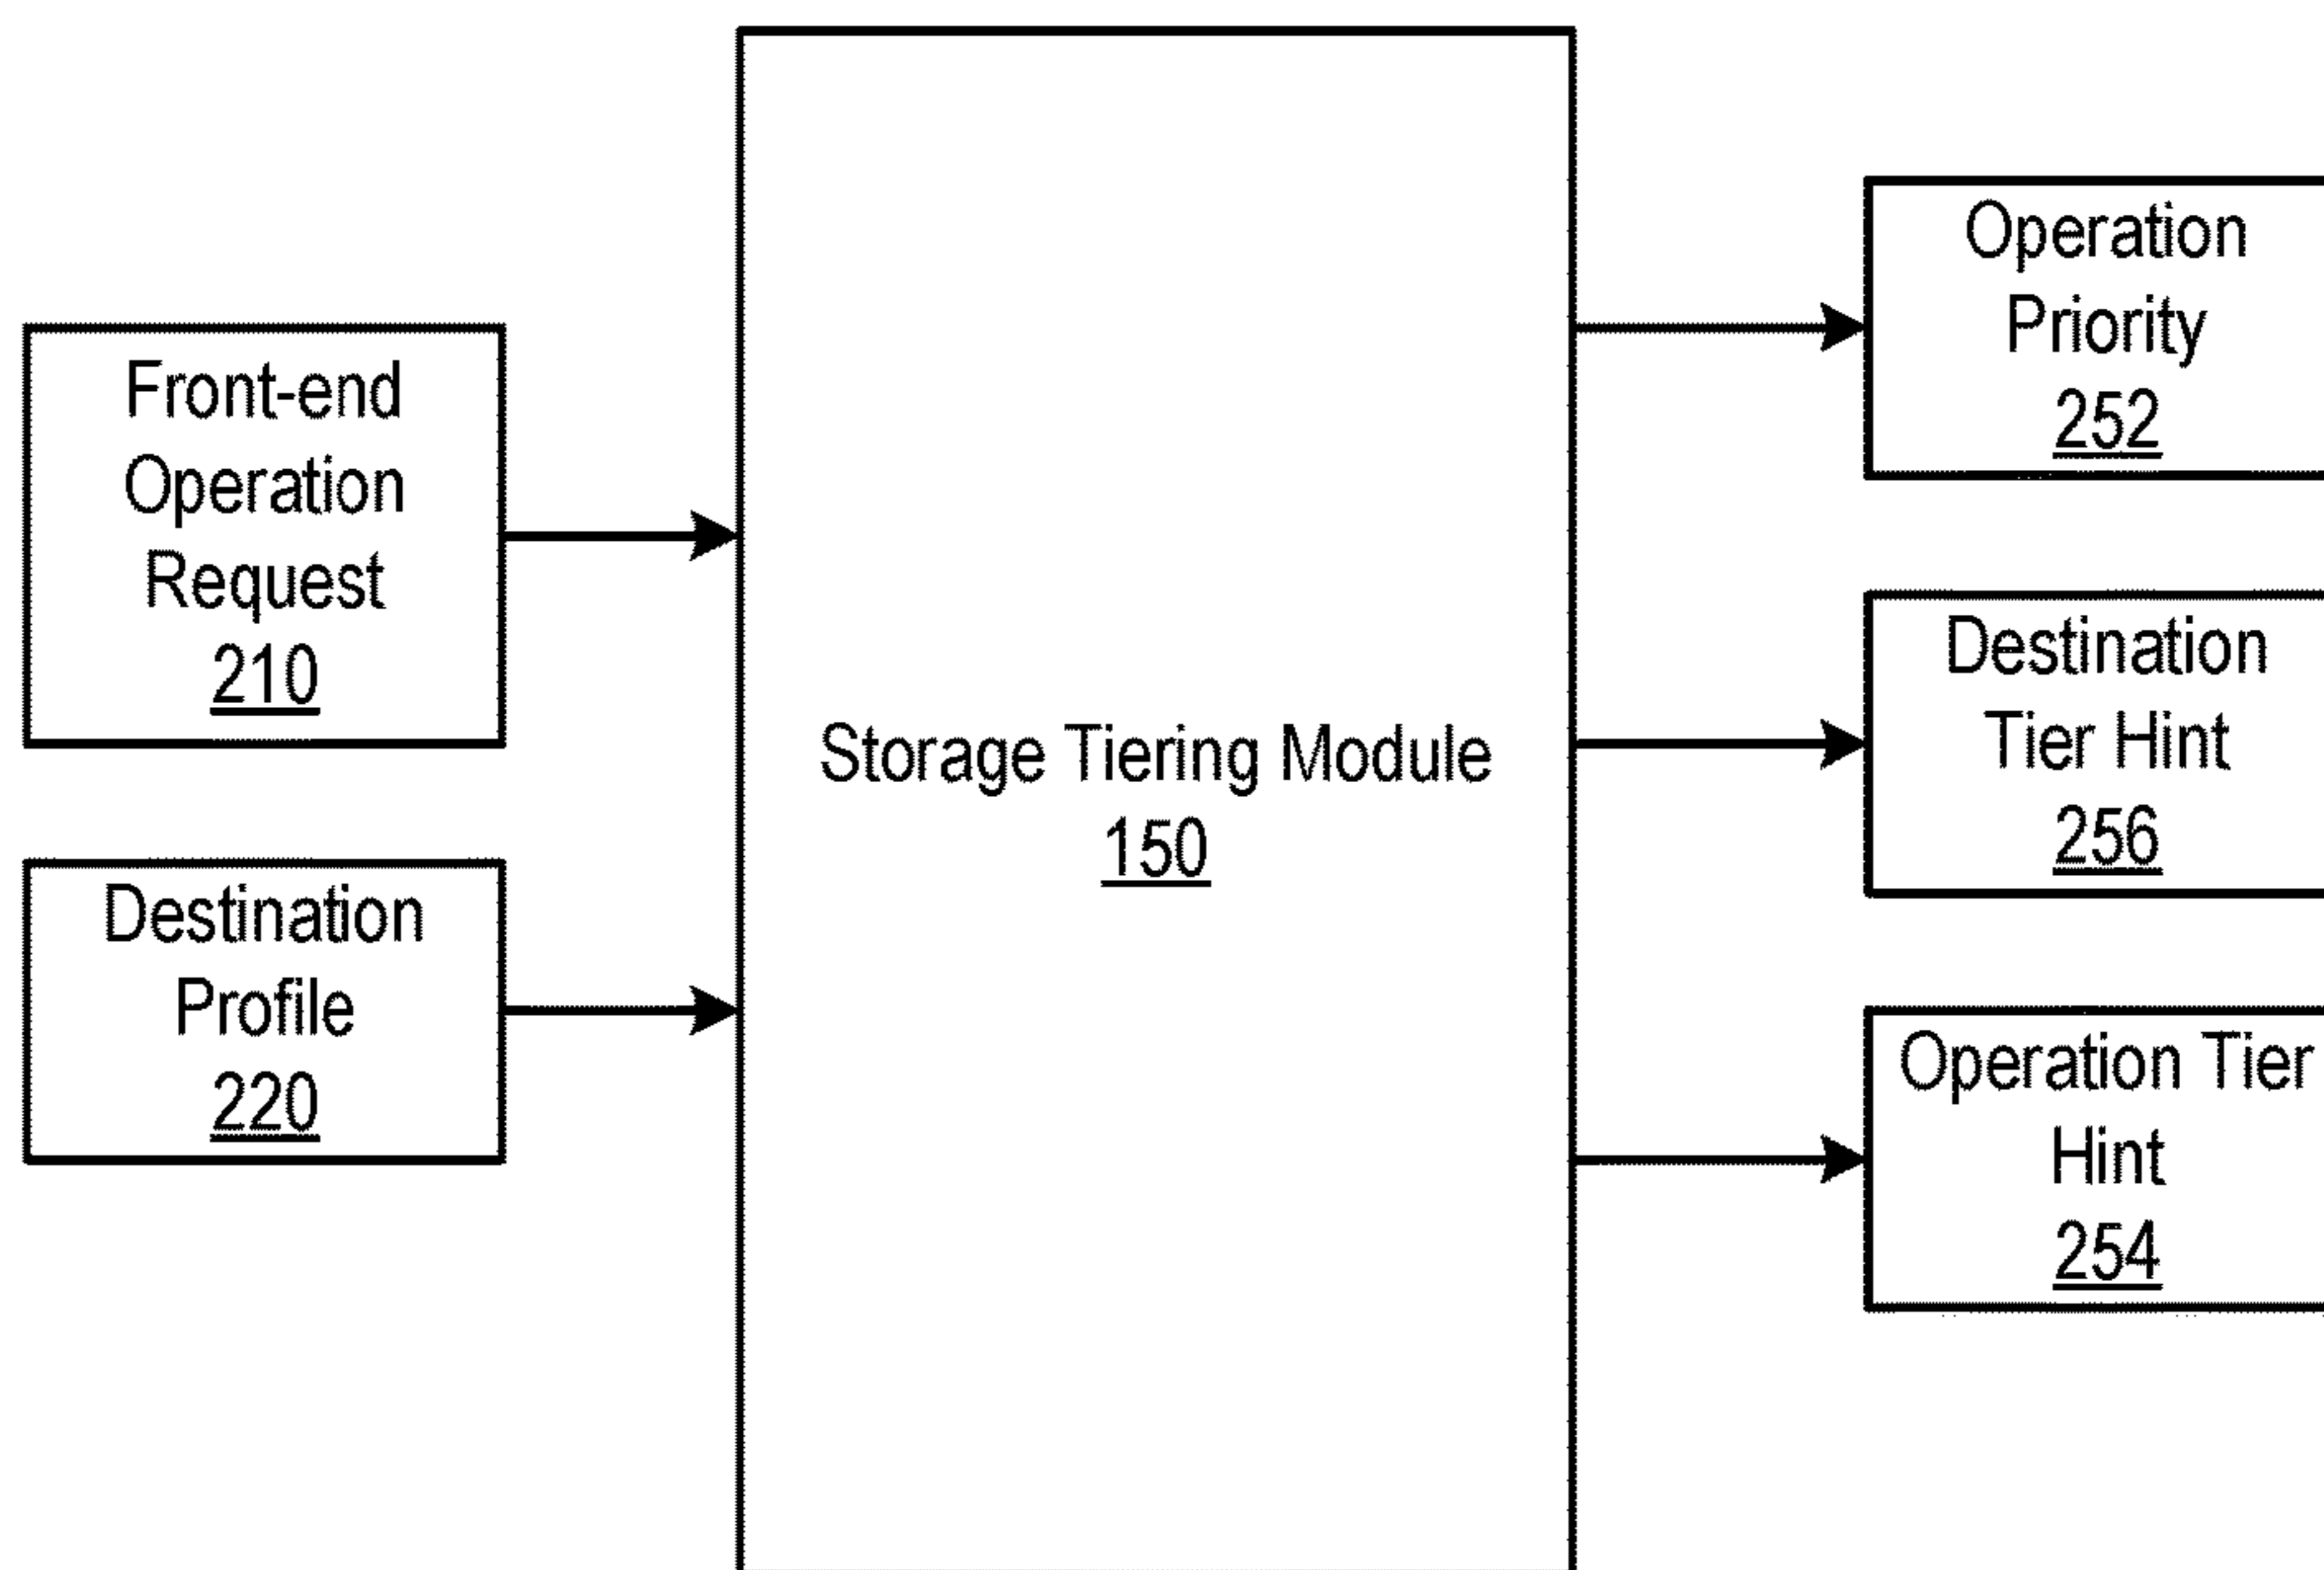 Front-end
Operation
Request
210
Destination
Profile
220
Storage Tiering Module
150
Operation
Priority
252
Destination
Tier Hint
256
Operation Tier
Hint
254